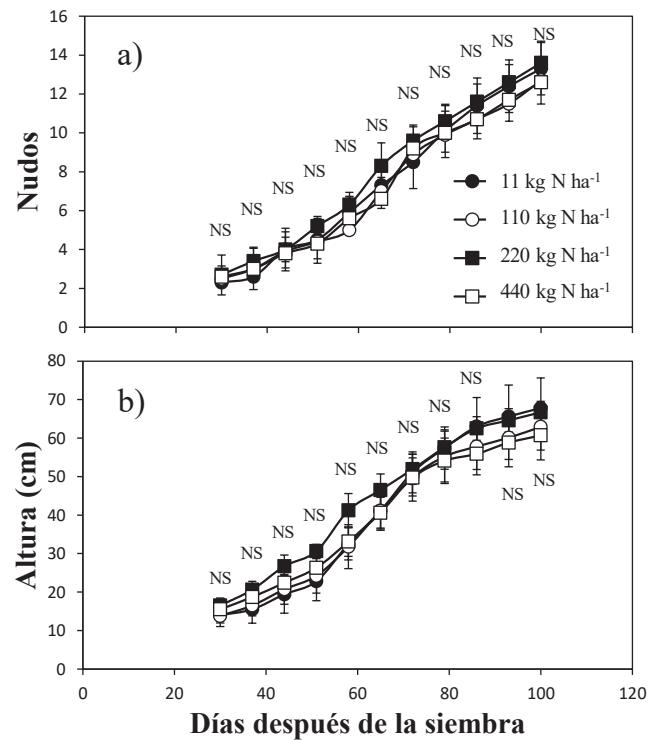 a)
Nudos
16
14
12
10
8
6
4
2
0
NS NS NS NS NS NS NS NS NS NS NS
11 kg N ha-1
110 kg N ha-1
220 kg N ha-1
440 kg N ha-1
b)
Altura (cm)
80
70
60
50
40
30
20
10
0
NS NS NS NS NS NS NS NS NS NS NS
0 20 40 60 80 100 120
Días después de la siembra